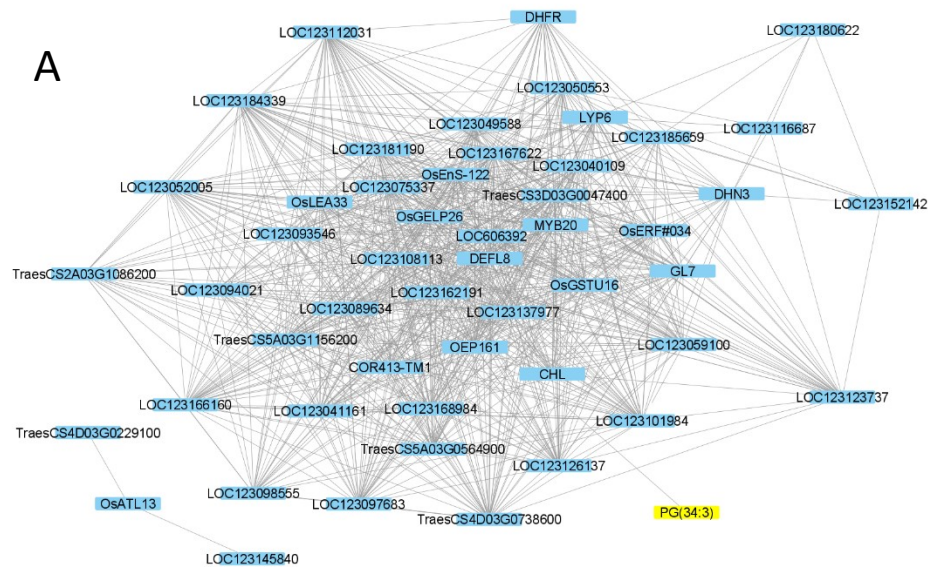 DHFR
LOC123112031
LOC123180622
A
LOC123050553
LOC123184339
LYP6
LOC123049588
LOC123116687
LOC123185659
LOC123181190
LOC123167622
LOC123040109
OsEnS-122
LOC123052005
LOC123075337
TraesCS3D03G0047400
DHN3
OsLEA33
LOC123152142
OsGELP26
MYB20
OsERF#034
LOC123093546
LOC606392
LOC123108113
DEFL8
TraesCS2A03G1086200
GL7
LOC123094021
LOC123162191
OsGSTU16
LOC123089634
LOC123137977
TraesCS5A03G1156200
OEP161
LOC123059100
COR413-TM1
CHL
LOC123123737
LOC123166160
LOC123041161
LOC123168984
LOC123101984
TraesCS4D03G0229100
TraesCS5A03G0564900
LOC123126137
LOC123098555
OsATL13
LOC123097683
PG(34:3)
TraesCS4D03G0738600
LOC123145840